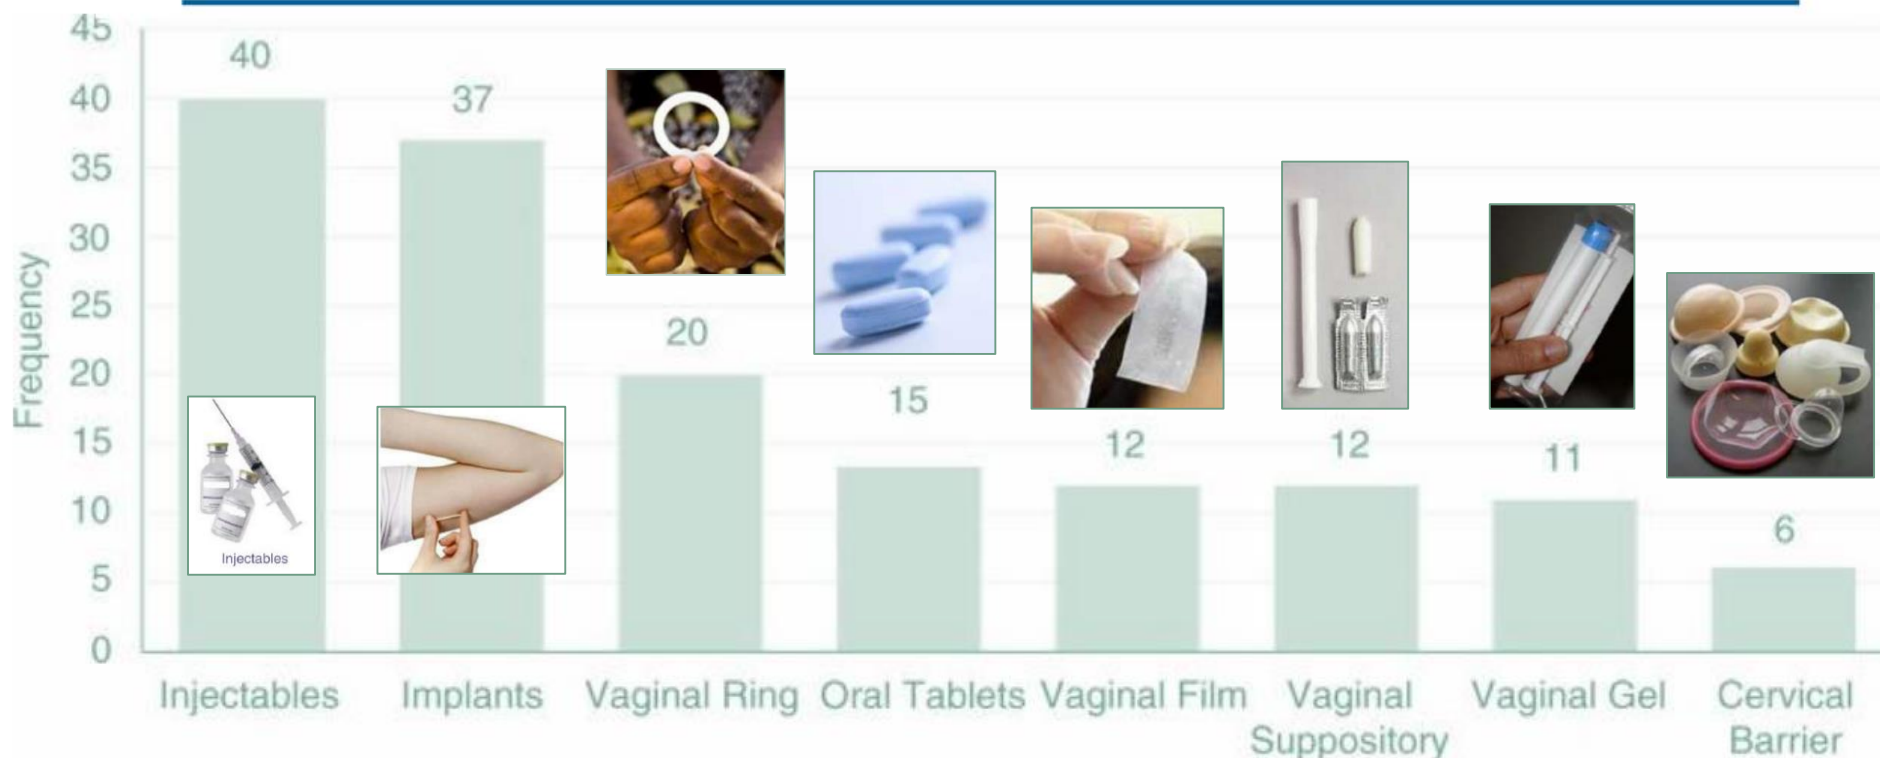 45
40
35
30
25
20
15
10
5
0
Frequency
40
37
20
15
12
12
11
6
Injectables
Injectables
Implants
Vaginal Ring
Oral Tablets
Vaginal Film
Vaginal
Suppository
Vaginal Gel
Cervical
Barrier